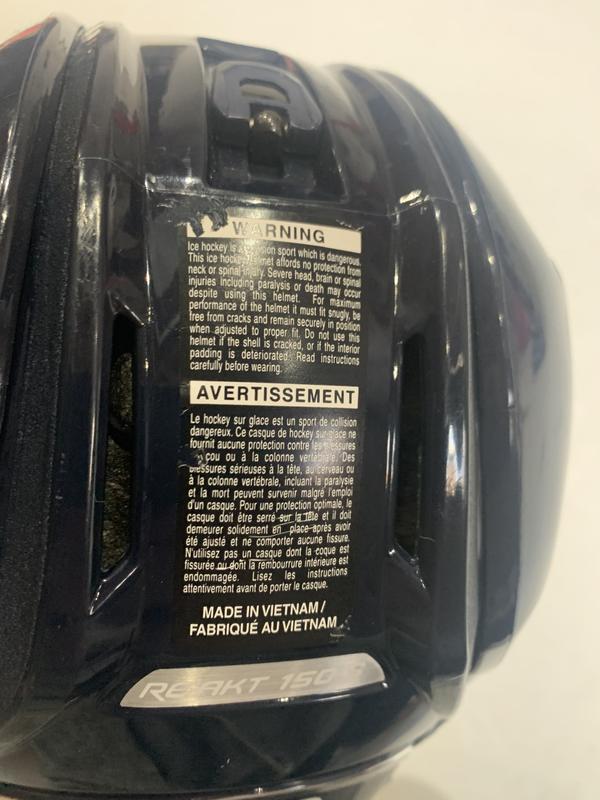 WARNING
Ice hockey is a collision sport which is dangerous.
This ice hockey helmet affords no protection from
neck or spinal injury. Severe head, brain or spinal
injuries including paralysis or death may occur
despite using this helmet. For maximum
performance of the helmet it must fit snugly, be
free from cracks and remain securely in position
when adjusted to proper fit. Do not use this
helmet if the shell is cracked, or if the interior
padding is deteriorated. Read instructions
carefully before wearing.
AVERTISSEMENT
Le hockey sur glace est un sport de collision
dangereux. Ce casque de hockey sur glace ne
fournit aucune protection contre les blessures
cou ou à la colonne vertébrale. Des
blessures sérieuses à la tête, au cerveau ou
à la colonne vertébrale, incluant la paralysie
et la mort peuvent survenir malgré l'emploi
d'un casque. Pour une protection optimale, le
casque doit être serré sur la tête et il doit
demeurer solidement en place après avoir
été ajusté et ne comporter aucune fissure.
N'utilisez pas un casque dont la coque est
fissurée ou dont la rembourrure intérieure est
endommagée. Lisez les instructions
attentivement avant de porter le casque.
MADE IN VIETNAM /
FABRIQUÉ AU VIETNAM
RE-AKT 150